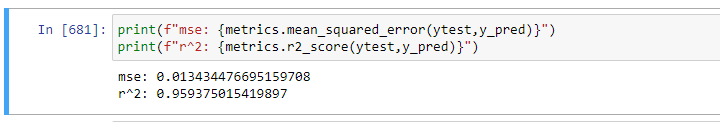 In [681]: print(f"mse: {metrics.mean_squared_error(ytest,y_pred)}")
print(f"r^2: {metrics.r2_score(ytest,y_pred)}")
mse: 0.013434476695159708
r^2: 0.959375015419897